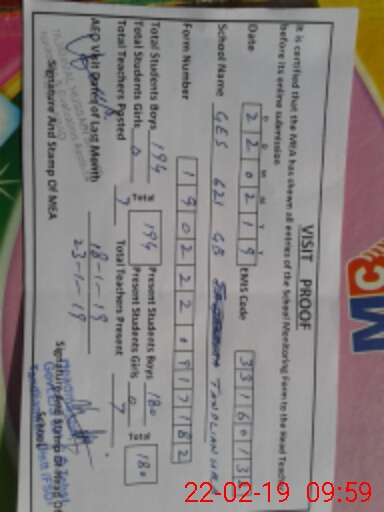 VISIT PROOF
It is certified that the MEA has shown all entries of the School Monitoring Form to the Head Teacher
before its online submission.
D D M M Y Y
Date 2 2 0 2 1 9 EMIS Code 3 3 1 6 0 1 3
School Name GES 621 GB
Form Number 1 9 0 2 2 2 0 9 1 7 1 8 2
Total Total
Total Students Boys 194 194 Present Students Boys 180 180
Total Students Girls 0 Present Students Girls 0
Total Teachers Posted 7 Total Teachers Present 7
AEO Visit Dates of Last Month 18-1-19
23-1-19
Signature And Stamp Of MEA Signature And Stamp Of Head
MC
22-02-19 09:59